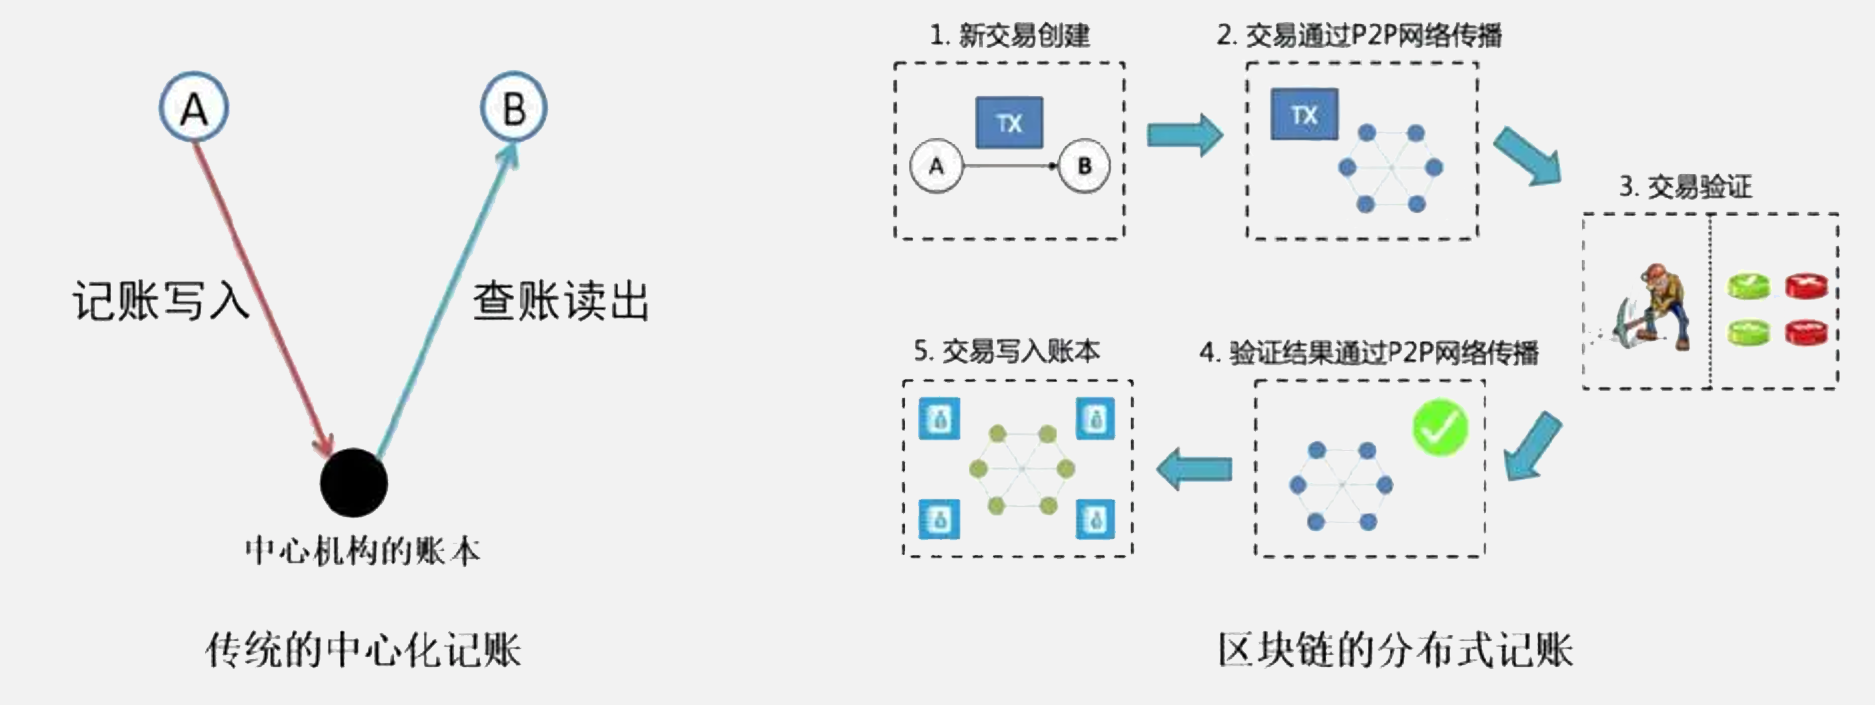 A
B
记账写入
查账读出
中心机构的账本
传统的中心化记账
1. 新交易创建
TX
A
B
2. 交易通过P2P网络传播
TX
3. 交易验证
4. 验证结果通过P2P网络传播
5. 交易写入账本
区块链的分布式记账